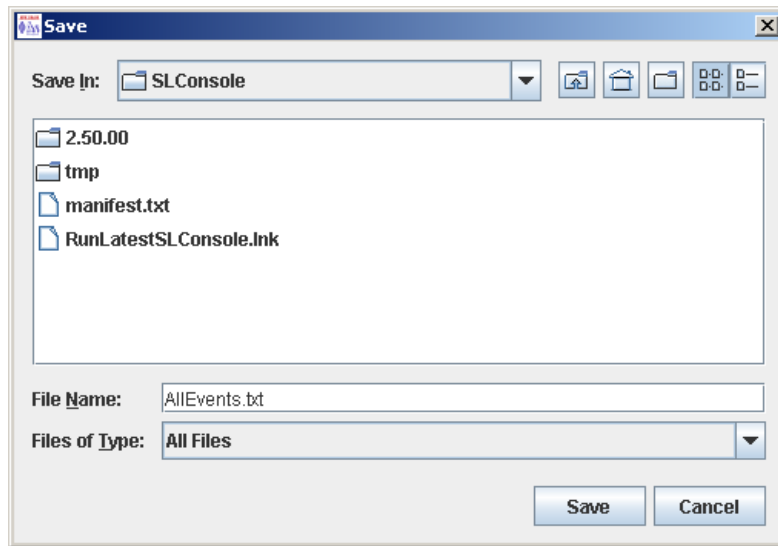 Save
Save In: SLConsole
2.50.00
tmp
manifest.txt
RunLatestSLConsole.lnk
File Name: AllEvents.txt
Files of Type: All Files
Save Cancel